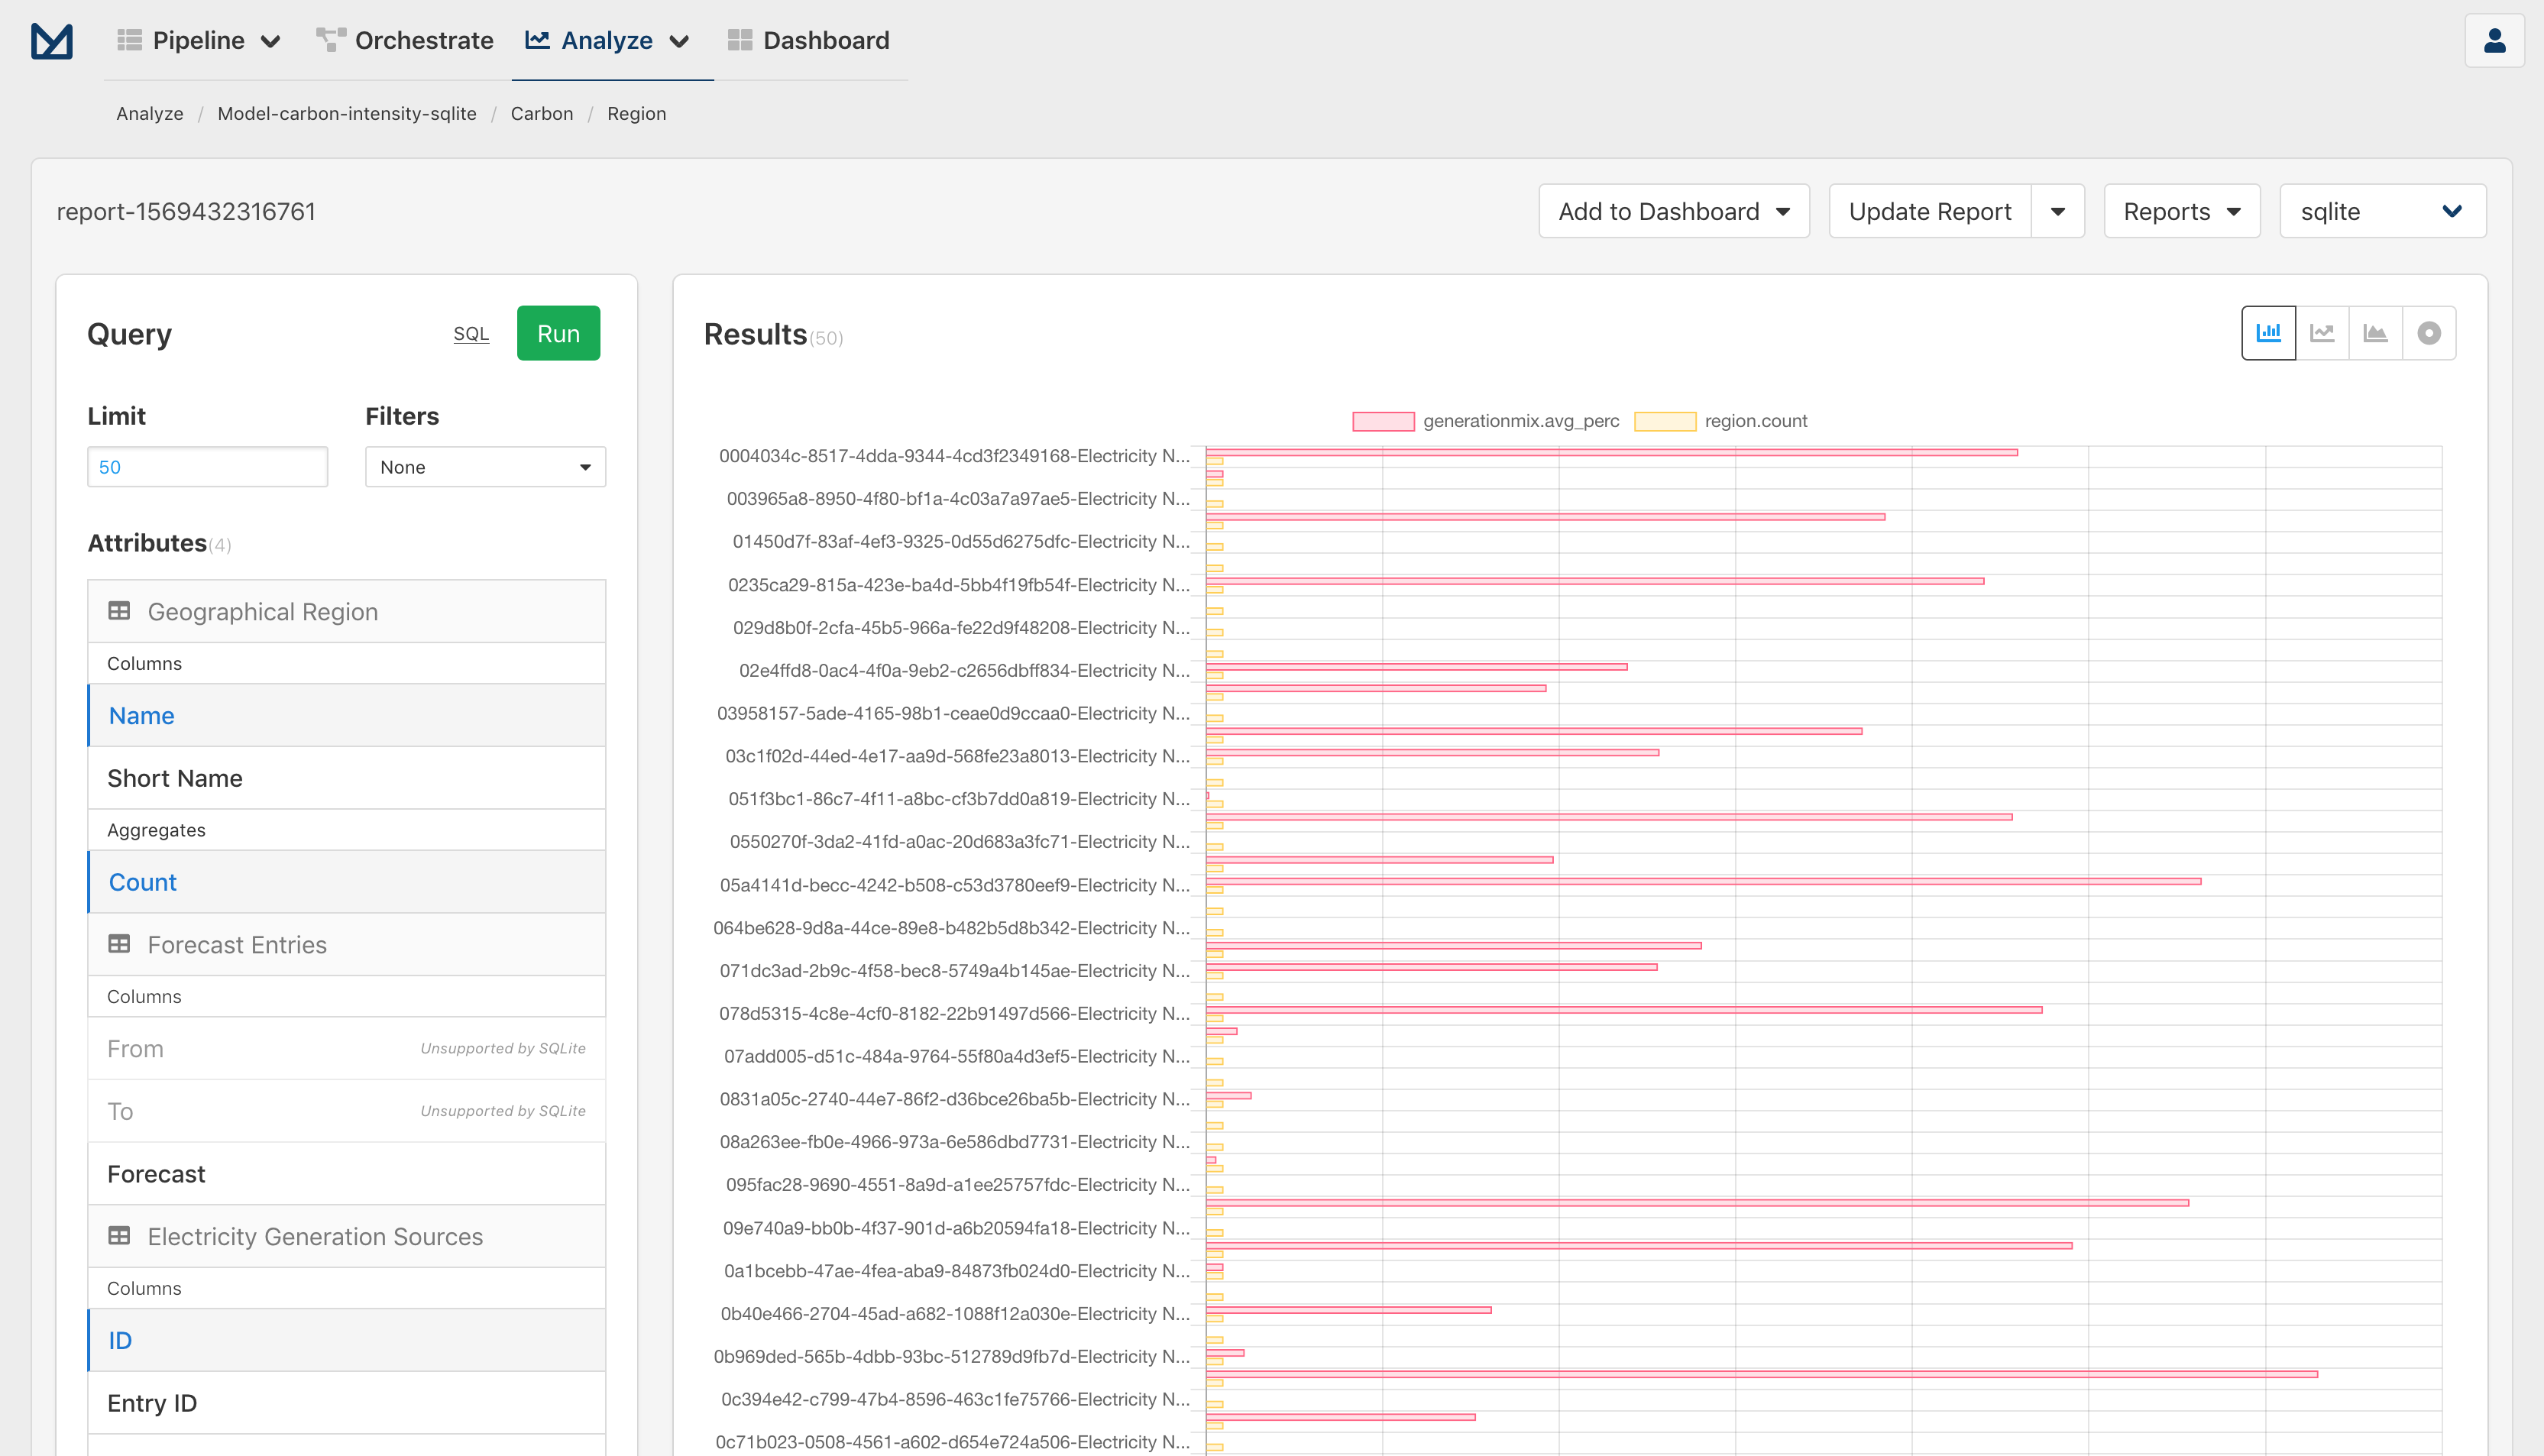 Pipeline Orchestrate Analyze Dashboard
Analyze / Model-carbon-intensity-sqlite / Carbon / Region
report-1569432316761
Add to Dashboard Update Report Reports sqlite
Query SQL Run
Limit Filters
50 None
Attributes(4)
Geographical Region
Columns
Name
Short Name
Aggregates
Count
Forecast Entries
Columns
From Unsupported by SQLite
To Unsupported by SQLite
Forecast
Electricity Generation Sources
Columns
ID
Entry ID
Results(50)
generationmix.avg_perc region.count
0004034c-8517-4dda-9344-4cd3f2349168-Electricity N...
003965a8-8950-4f80-bf1a-4c03a7a97ae5-Electricity N...
01450d7f-83af-4ef3-9325-0d55d6275dfc-Electricity N...
0235ca29-815a-423e-ba4d-5bb4f19fb54f-Electricity N...
029d8b0f-2cfa-45b5-966a-fe22d9f48208-Electricity N...
02e4ffd8-0ac4-4f0a-9eb2-c2656dbff834-Electricity N...
03958157-5ade-4165-98b1-ceae0d9ccaa0-Electricity N...
03c1f02d-44ed-4e17-aa9d-568fe23a8013-Electricity N...
051f3bc1-86c7-4f11-a8bc-cf3b7dd0a819-Electricity N...
0550270f-3da2-41fd-a0ac-20d683a3fc71-Electricity N...
05a4141d-becc-4242-b508-c53d3780eef9-Electricity N...
064be628-9d8a-44ce-89e8-b482b5d8b342-Electricity N...
071dc3ad-2b9c-4f58-bec8-5749a4b145ae-Electricity N...
078d5315-4c8e-4cf0-8182-22b91497d566-Electricity N...
07add005-d51c-484a-9764-55f80a4d3ef5-Electricity N...
0831a05c-2740-44e7-86f2-d36bce26ba5b-Electricity N...
08a263ee-fb0e-4966-973a-6e586dbd7731-Electricity N...
095fac28-9690-4551-8a9d-a1ee25757fdc-Electricity N...
09e740a9-bb0b-4f37-901d-a6b20594fa18-Electricity N...
0a1bcebb-47ae-4fea-aba9-84873fb024d0-Electricity N...
0b40e466-2704-45ad-a682-1088f12a030e-Electricity N...
0b969ded-565b-4dbb-93bc-512789d9fb7d-Electricity N...
0c394e42-c799-47b4-8596-463c1fe75766-Electricity N...
0c71b023-0508-4561-a602-d654e724a506-Electricity N...